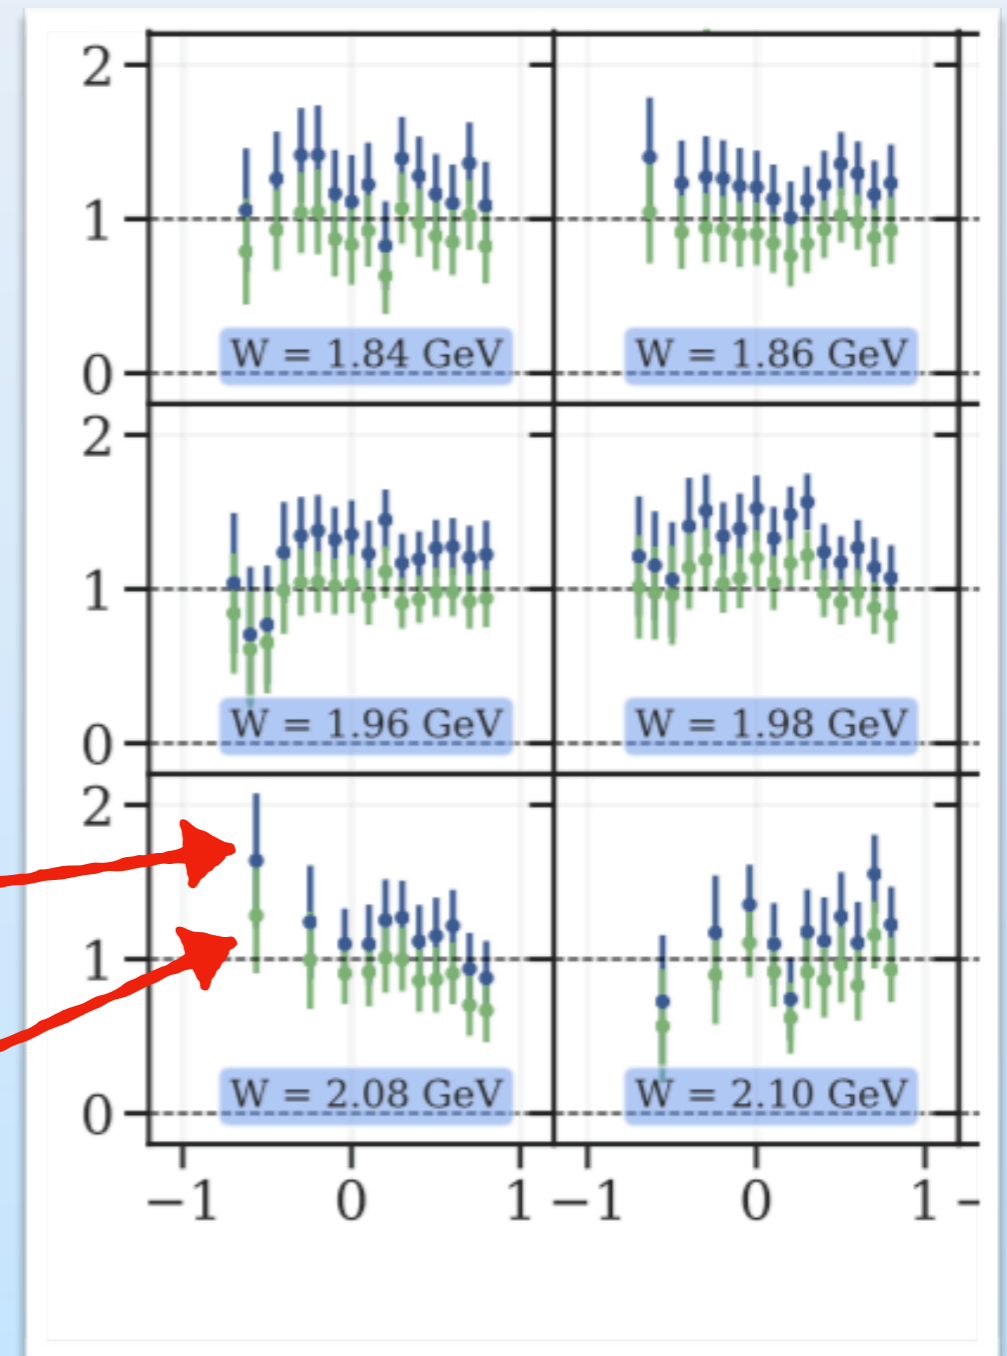 2
1
0
W = 1.84 GeV W = 1.86 GeV
2
1
0
W = 1.96 GeV W = 1.98 GeV
2
1
0
W = 2.08 GeV W = 2.10 GeV
−1 0 1 −1 0 1 -